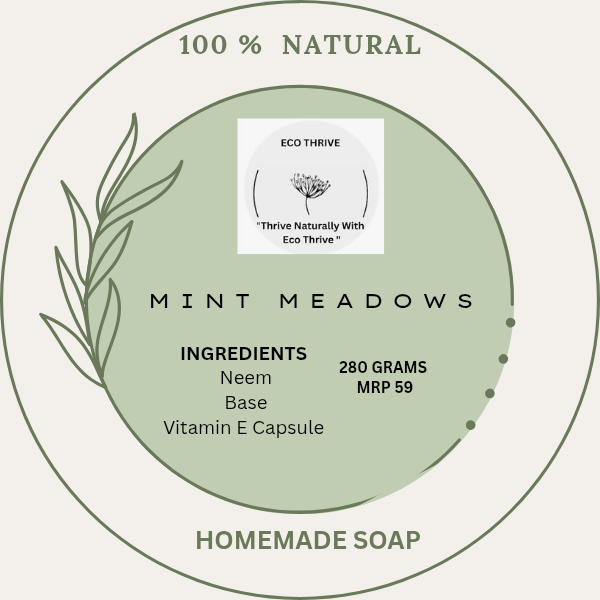 100 % NATURAL
ECO THRIVE
"Thrive Naturally With
Eco Thrive "
MINT MEADOWS
INGREDIENTS
Neem
Base
Vitamin E Capsule
280 GRAMS
MRP 59
HOMEMADE SOAP